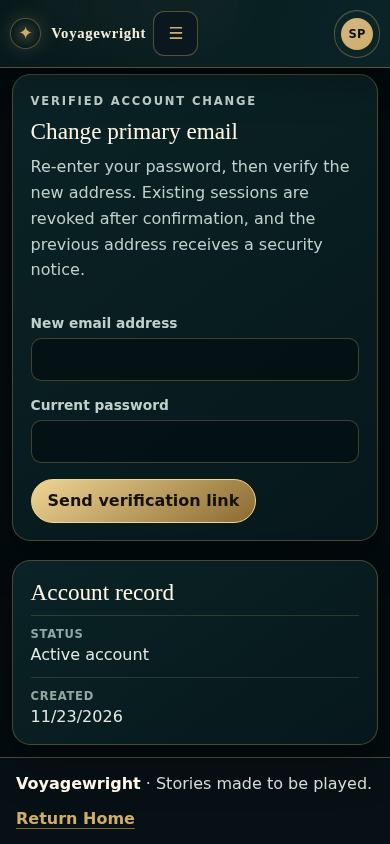 Voyagewright
SP
VERIFIED ACCOUNT CHANGE
Change primary email
Re-enter your password, then verify the
new address. Existing sessions are
revoked after confirmation, and the
previous address receives a security
notice.
New email address
Current password
Send verification link
Account record
STATUS
Active account
CREATED
11/23/2026
Voyagewright · Stories made to be played.
Return Home